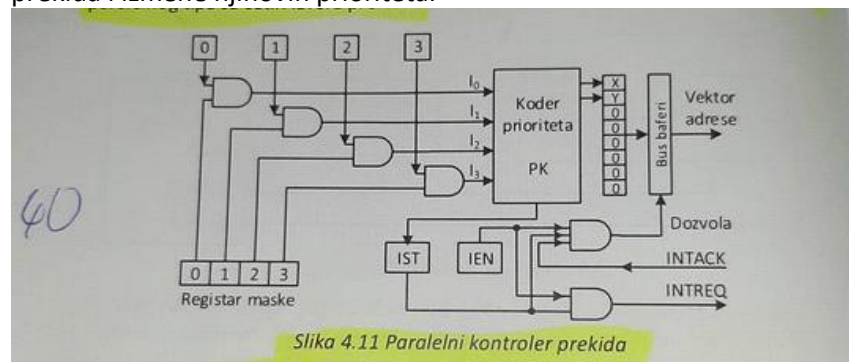 prekida i izmene njihovih prioriteta.
0 1 2 3
I0
I1
I2
I3
Koder
prioriteta
PK
X
Y
0
0
0
0
0
0
Bus baferi
Vektor
adrese
Dozvola
IST
IEN
INTACK
INTREQ
40
0 1 2 3
Registar maske
Slika 4.11 Paralelni kontroler prekida